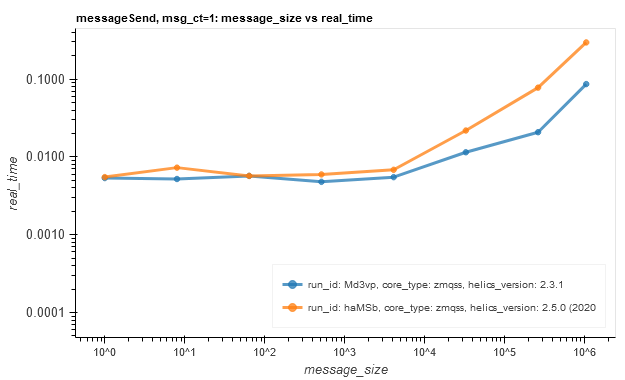 messageSend, msg_ct=1: message_size vs real_time
0.1000
0.0100
0.0010
0.0001
real_time
run_id: Md3vp, core_type: zmqss, helics_version: 2.3.1
run_id: haMSb, core_type: zmqss, helics_version: 2.5.0 (2020
10^0
10^1
10^2
10^3
10^4
10^5
10^6
message_size